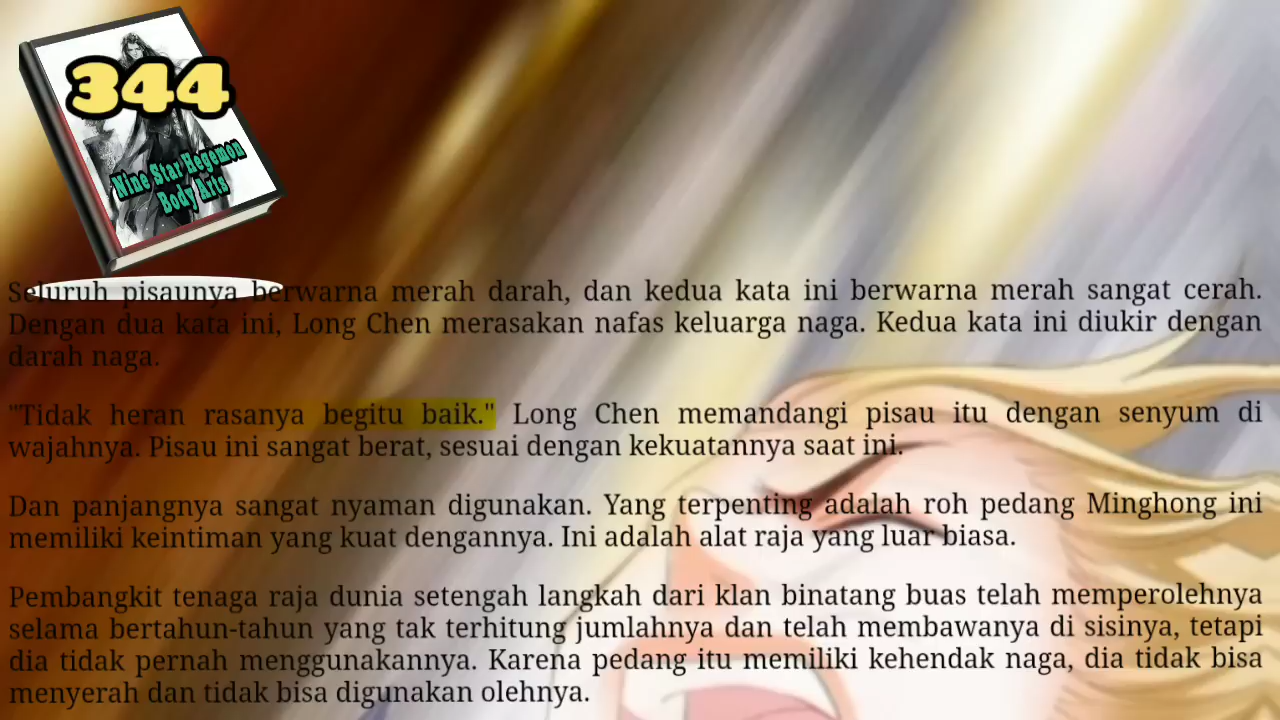 344
Nine Star Hegemon
Body Arts
Seluruh pisaunya berwarna merah darah, dan kedua kata ini berwarna merah sangat cerah.
Dengan dua kata ini, Long Chen merasakan nafas keluarga naga. Kedua kata ini diukir dengan
darah naga.
"Tidak heran rasanya begitu baik." Long Chen memandangi pisau itu dengan senyum di
wajahnya. Pisau ini sangat berat, sesuai dengan kekuatannya saat ini.
Dan panjangnya sangat nyaman digunakan. Yang terpenting adalah roh pedang Minghong ini
memiliki keintiman yang kuat dengannya. Ini adalah alat raja yang luar biasa.
Pembangkit tenaga raja dunia setengah langkah dari klan binatang buas telah memperolehnya
selama bertahun-tahun yang tak terhitung jumlahnya dan telah membawanya di sisinya, tetapi
dia tidak pernah menggunakannya. Karena pedang itu memiliki kehendak naga, dia tidak bisa
menyerah dan tidak bisa digunakan olehnya.